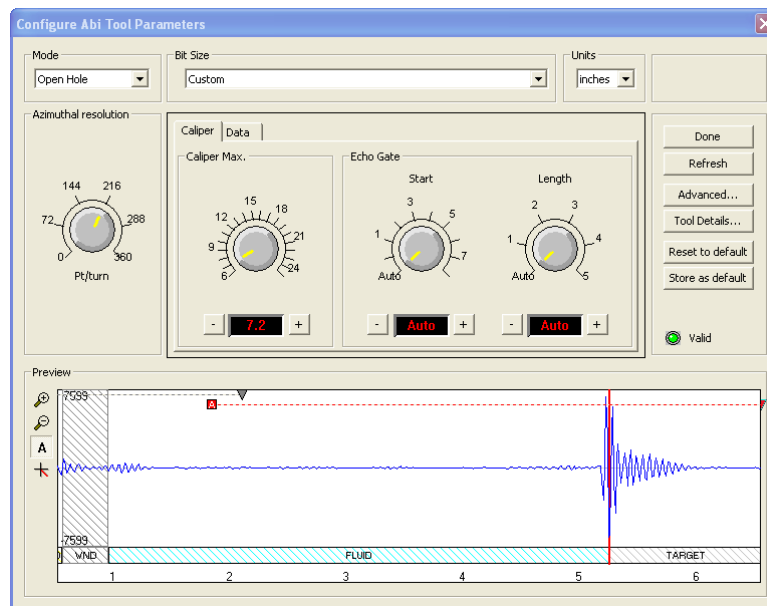 Configure Abi Tool Parameters
Mode
Bit Size
Units
Open Hole
Custom
inches
Azimuthal resolution
144
216
72
288
0
360
Pt/turn
Caliper
Data
Caliper Max.
15
12
18
9
21
6
24
-
7.2
+
Echo Gate
Start
3
5
1
7
Auto
-
Auto
+
Length
2
3
1
4
Auto
5
-
Auto
+
Done
Refresh
Advanced...
Tool Details...
Reset to default
Store as default
Valid
Preview
7599
A
A
-7599
WND
FLUID
TARGET
1
2
3
4
5
6